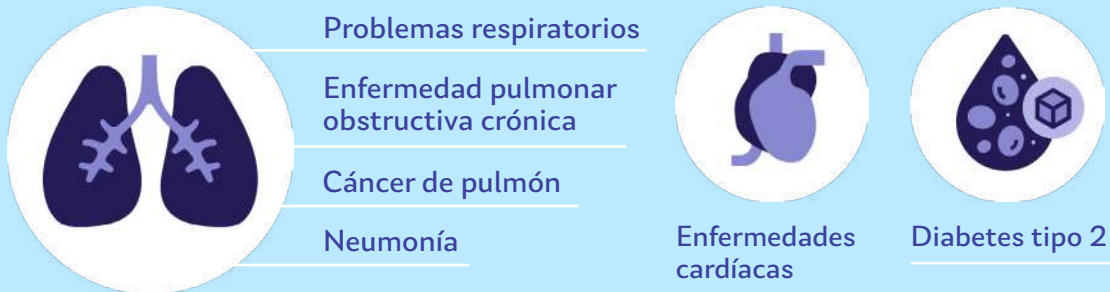 Problemas respiratorios
Enfermedad pulmonar
obstructiva crónica
Cáncer de pulmón
Neumonía
Enfermedades
cardíacas
Diabetes tipo 2